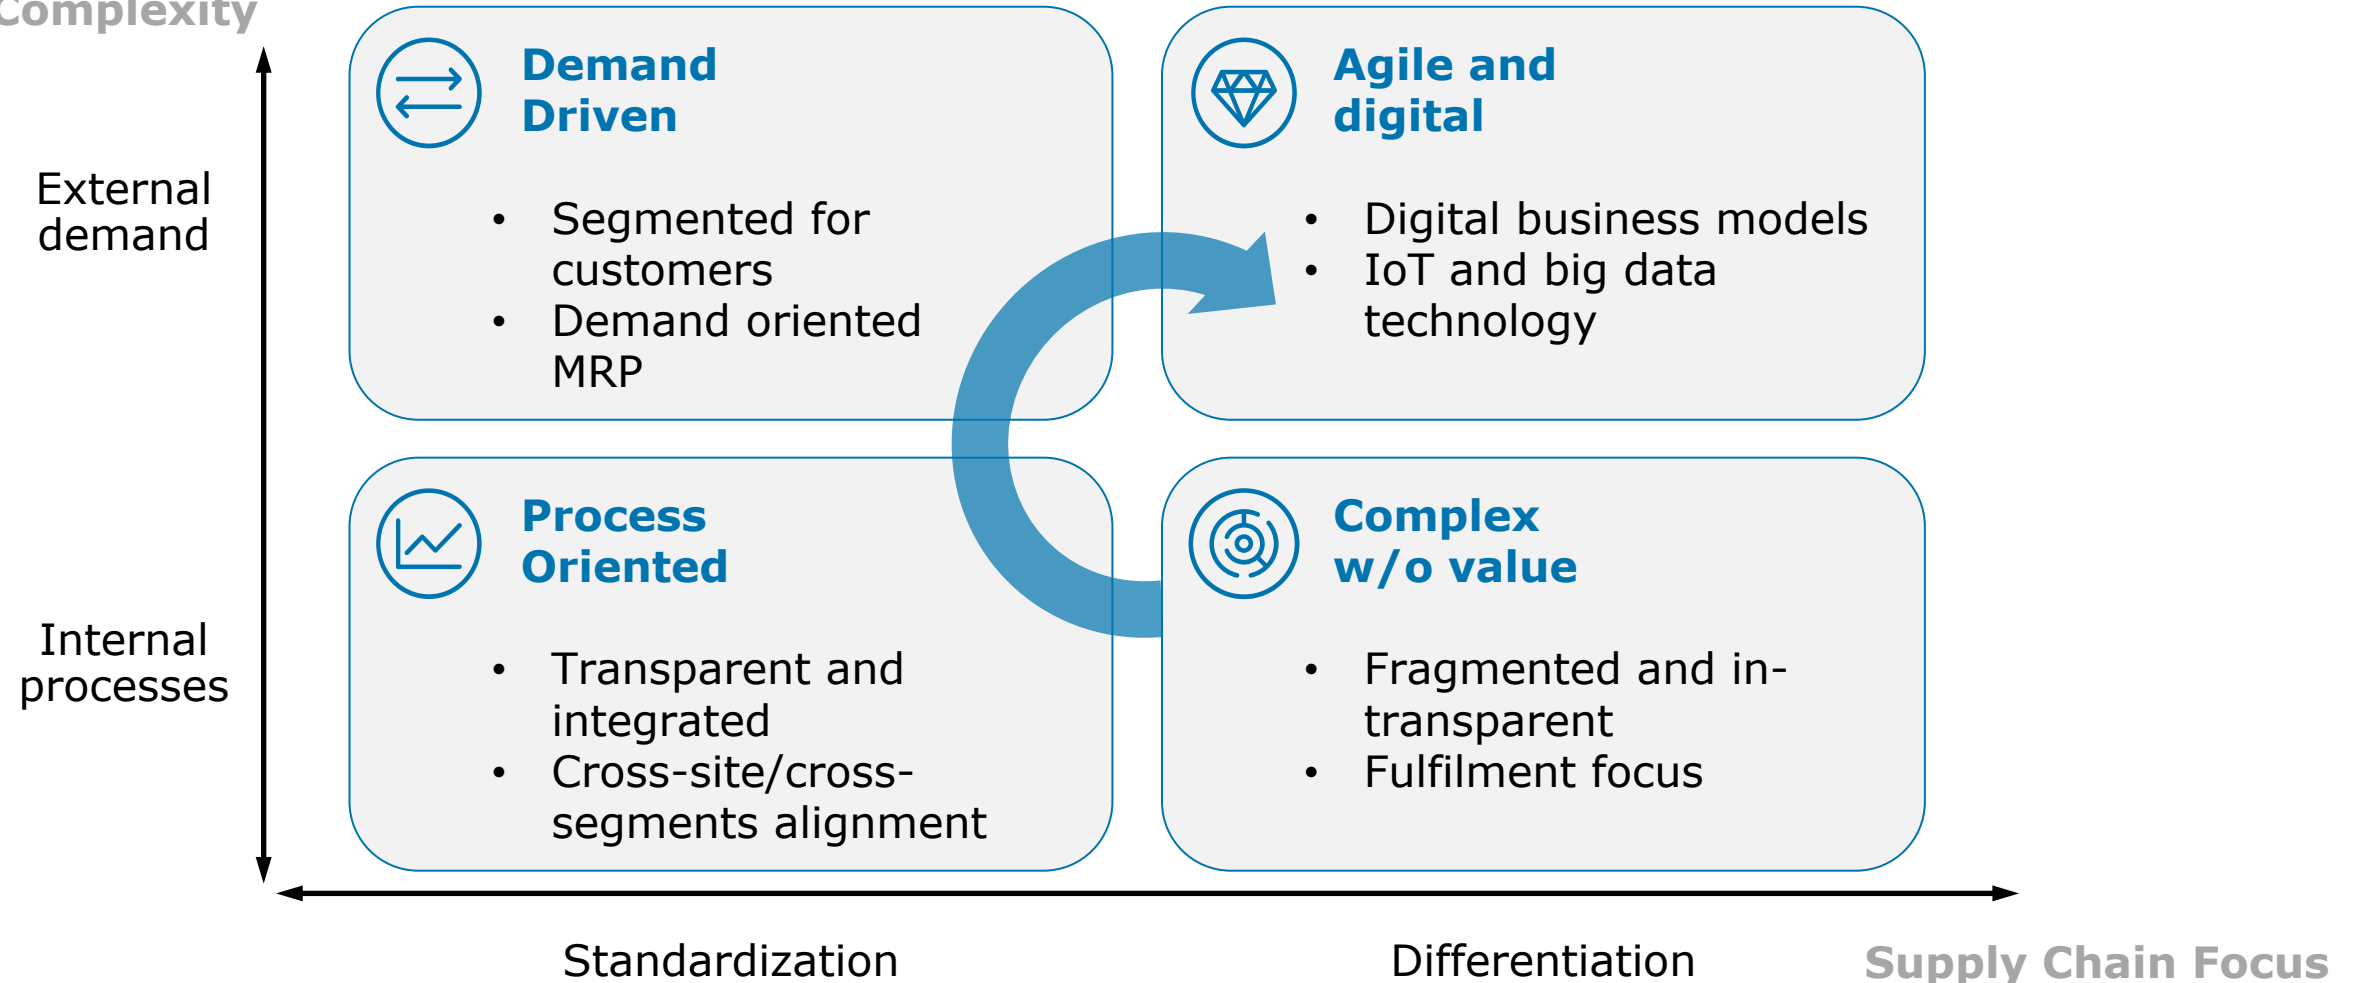 Complexity
External
demand
Internal
processes
Demand
Driven
• Segmented for
customers
• Demand oriented
MRP
Agile and
digital
• Digital business models
• IoT and big data
technology
Process
Oriented
• Transparent and
integrated
• Cross-site/cross-
segments alignment
Complex
w/o value
• Fragmented and in-
transparent
• Fulfilment focus
Standardization
Differentiation
Supply Chain Focus